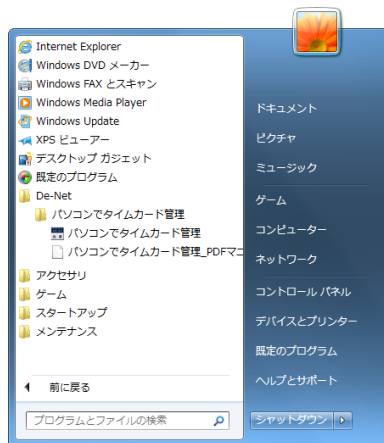 Internet Explorer
Windows DVD メーカー
Windows FAX とスキャン
Windows Media Player
Windows Update
XPS ビューアー
デスクトップ ガジェット
既定のプログラム
De-Net
パソコンでタイムカード管理
パソコンでタイムカード管理
パソコンでタイムカード管理_PDFマニ
アクセサリ
ゲーム
スタートアップ
メンテナンス
前に戻る
プログラムとファイルの検索
ドキュメント
ピクチャ
ミュージック
ゲーム
コンピューター
ネットワーク
コントロール パネル
デバイスとプリンター
既定のプログラム
ヘルプとサポート
シャットダウン